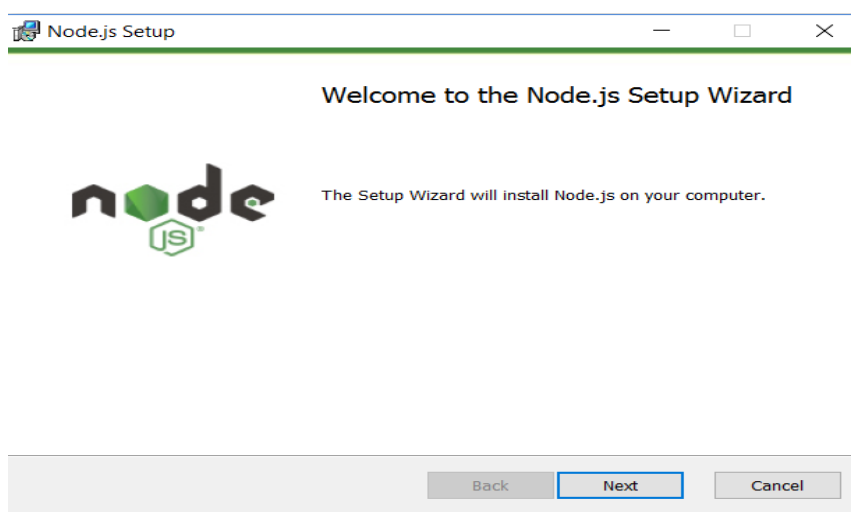 Node.js Setup
Welcome to the Node.js Setup Wizard
node
JS
The Setup Wizard will install Node.js on your computer.
Back
Next
Cancel